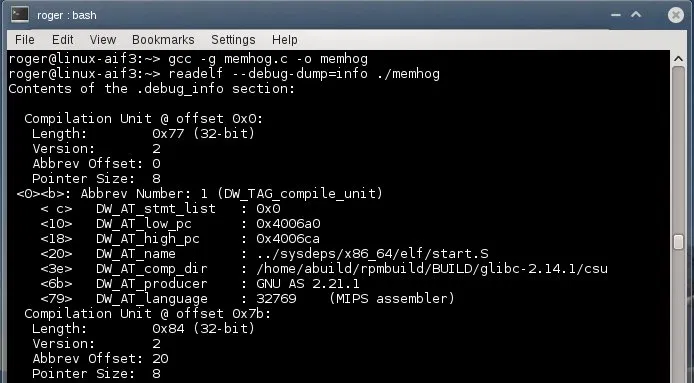 roger : bash
File Edit View Bookmarks Settings Help
roger@linux-aif3:~> gcc -g memhog.c -o memhog
roger@linux-aif3:~> readelf --debug-dump=info ./memhog
Contents of the .debug_info section:

  Compilation Unit @ offset 0x0:
   Length:        0x77 (32-bit)
   Version:       2
   Abbrev Offset: 0
   Pointer Size:  8
 <0><b>: Abbrev Number: 1 (DW_TAG_compile_unit)
    < c>   DW_AT_stmt_list   : 0x0
    <10>   DW_AT_low_pc      : 0x4006a0
    <18>   DW_AT_high_pc     : 0x4006ca
    <20>   DW_AT_name        : ../sysdeps/x86_64/elf/start.S
    <3e>   DW_AT_comp_dir    : /home/abuild/rpmbuild/BUILD/glibc-2.14.1/csu
    <6b>   DW_AT_producer    : GNU AS 2.21.1
    <79>   DW_AT_language    : 32769    (MIPS assembler)
  Compilation Unit @ offset 0x7b:
   Length:        0x84 (32-bit)
   Version:       2
   Abbrev Offset: 20
   Pointer Size:  8